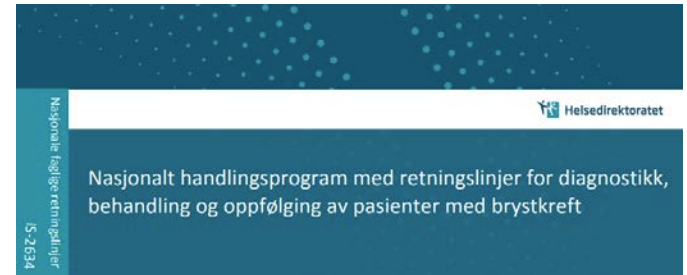 Helsedirektoratet
Nasjonalt handlingsprogram med retningslinjer for diagnostikk,
behandling og oppfølging av pasienter med brystkreft
Nasjonale faglige retningslinjer
IS-2634